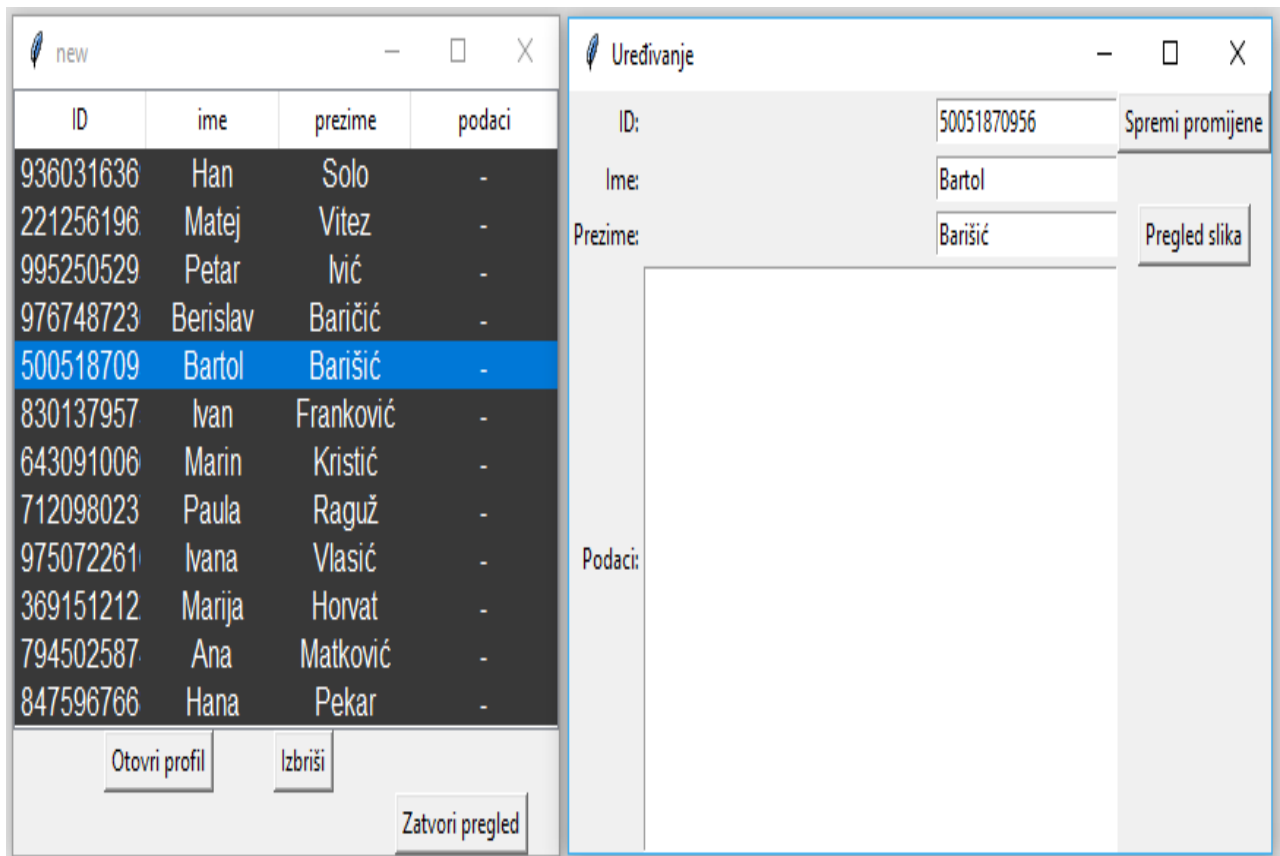 new
ID ime prezime podaci
936031636 Han Solo -
221256196 Matej Vitez -
995250529 Petar Ivić -
976748723 Berislav Baričić -
500518709 Bartol Barišić -
830137957 Ivan Franković -
643091006 Marin Kristić -
712098023 Paula Raguž -
975072261 Ivana Vlasić -
369151212 Marija Horvat -
794502587 Ana Matković -
847596766 Hana Pekar -
Otovri profil Izbriši
Zatvori pregled
Uređivanje
ID: 50051870956 Spremi promijene
Ime: Bartol
Prezime: Barišić Pregled slika
Podaci: